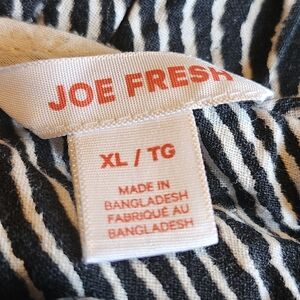 JOE FRESH
XL / TG
MADE IN
BANGLADESH
FABRIQUÉ AU
BANGLADESH